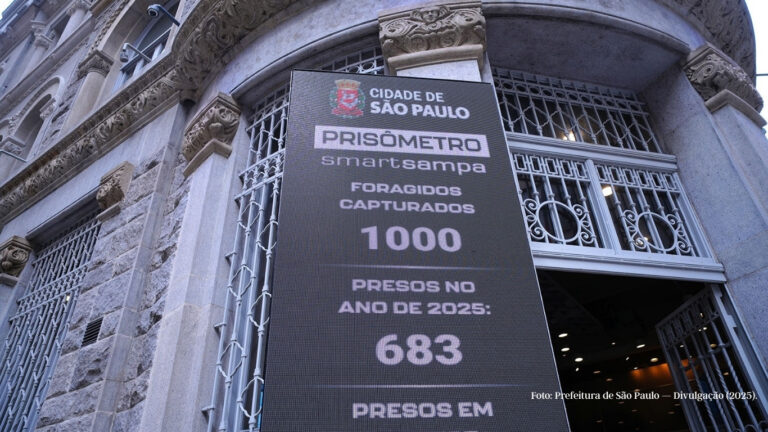 CIDADE DE
SÃO PAULO
PRISÔMETRO
smartsampa
FORAGIDOS
CAPTURADOS
1000
PRESOS NO
ANO DE 2025:
683
PRESOS EM
Foto: Prefeitura de São Paulo — Divulgação (2025).